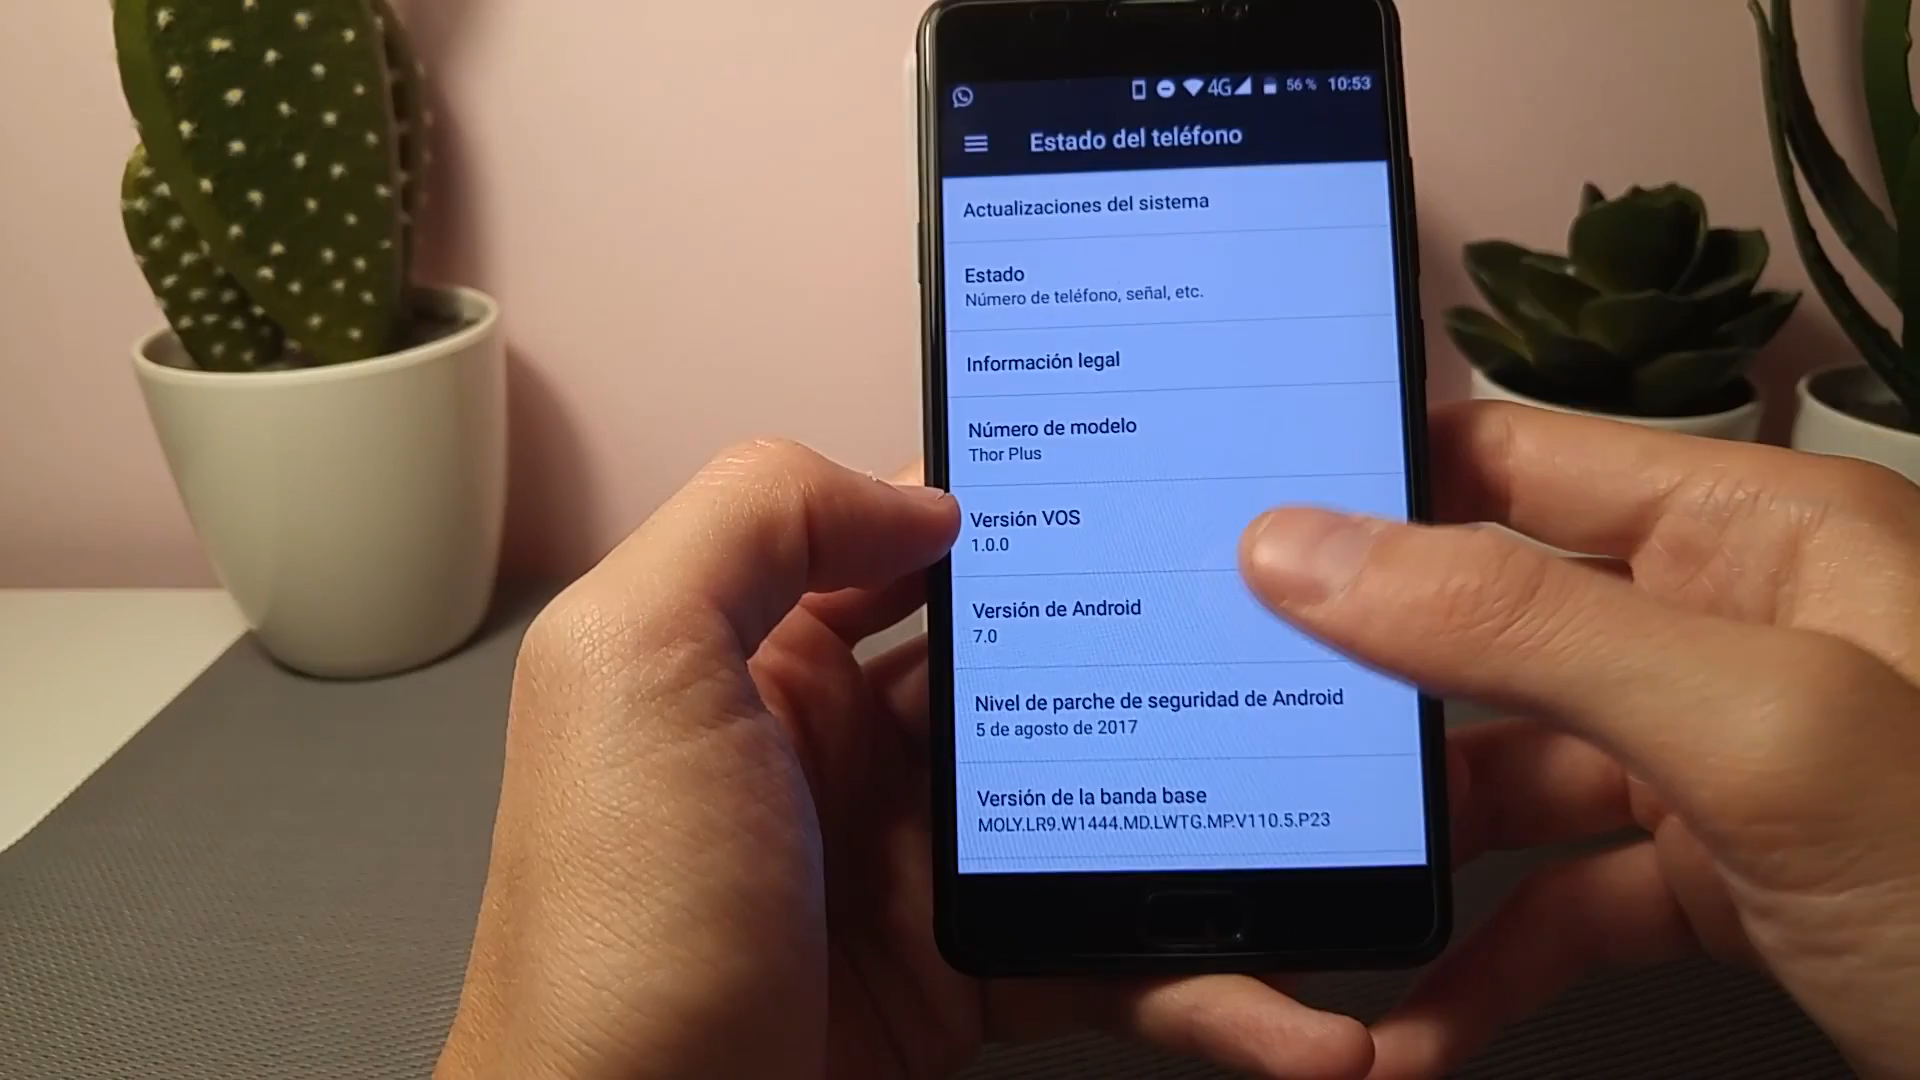 4G 56 % 10:53
Estado del teléfono
Actualizaciones del sistema
Estado
Número de teléfono, señal, etc.
Información legal
Número de modelo
Thor Plus
Versión VOS
1.0.0
Versión de Android
7.0
Nivel de parche de seguridad de Android
5 de agosto de 2017
Versión de la banda base
MOLY.LR9.W1444.MD.LWTG.MP.V110.5.P23